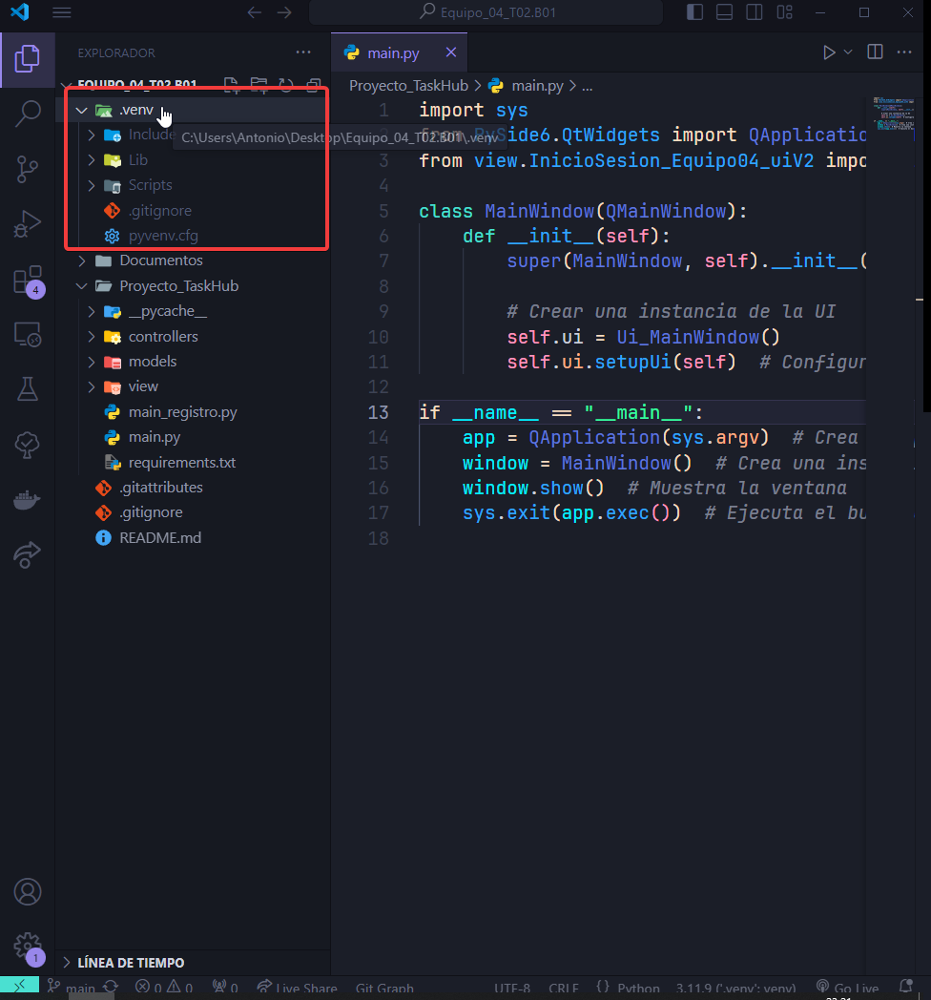 Equipo_04_T02.B01
EXPLORADOR
EQUIPO_04_T02.B01
.venv
Include
C:\Users\Antonio\Desktop\Equipo_04_T02.B01\.venv
Lib
Scripts
.gitignore
pyvenv.cfg
Documentos
Proyecto_TaskHub
__pycache__
controllers
models
view
main_registro.py
main.py
requirements.txt
.gitattributes
.gitignore
README.md
LÍNEA DE TIEMPO
4
1
main.py
Proyecto_TaskHub > main.py > ...
1 import sys
from PySide6.QtWidgets import QApplicatio
3 from view.InicioSesion_Equipo04_uiV2 impo
4
5 class MainWindow(QMainWindow):
6 def __init__(self):
7 super(MainWindow, self).__init__(
8
9 # Crear una instancia de la UI
10 self.ui = Ui_MainWindow()
11 self.ui.setupUi(self) # Configur
12
13 if __name__ == "__main__":
14 app = QApplication(sys.argv) # Crea
15 window = MainWindow() # Crea una ins
16 window.show() # Muestra la ventana
17 sys.exit(app.exec()) # Ejecuta el bu
18
main 0 0 0 Live Share Git Graph UTF-8 CRLF {} Python 3.11.9 ('.venv': venv) Go Live